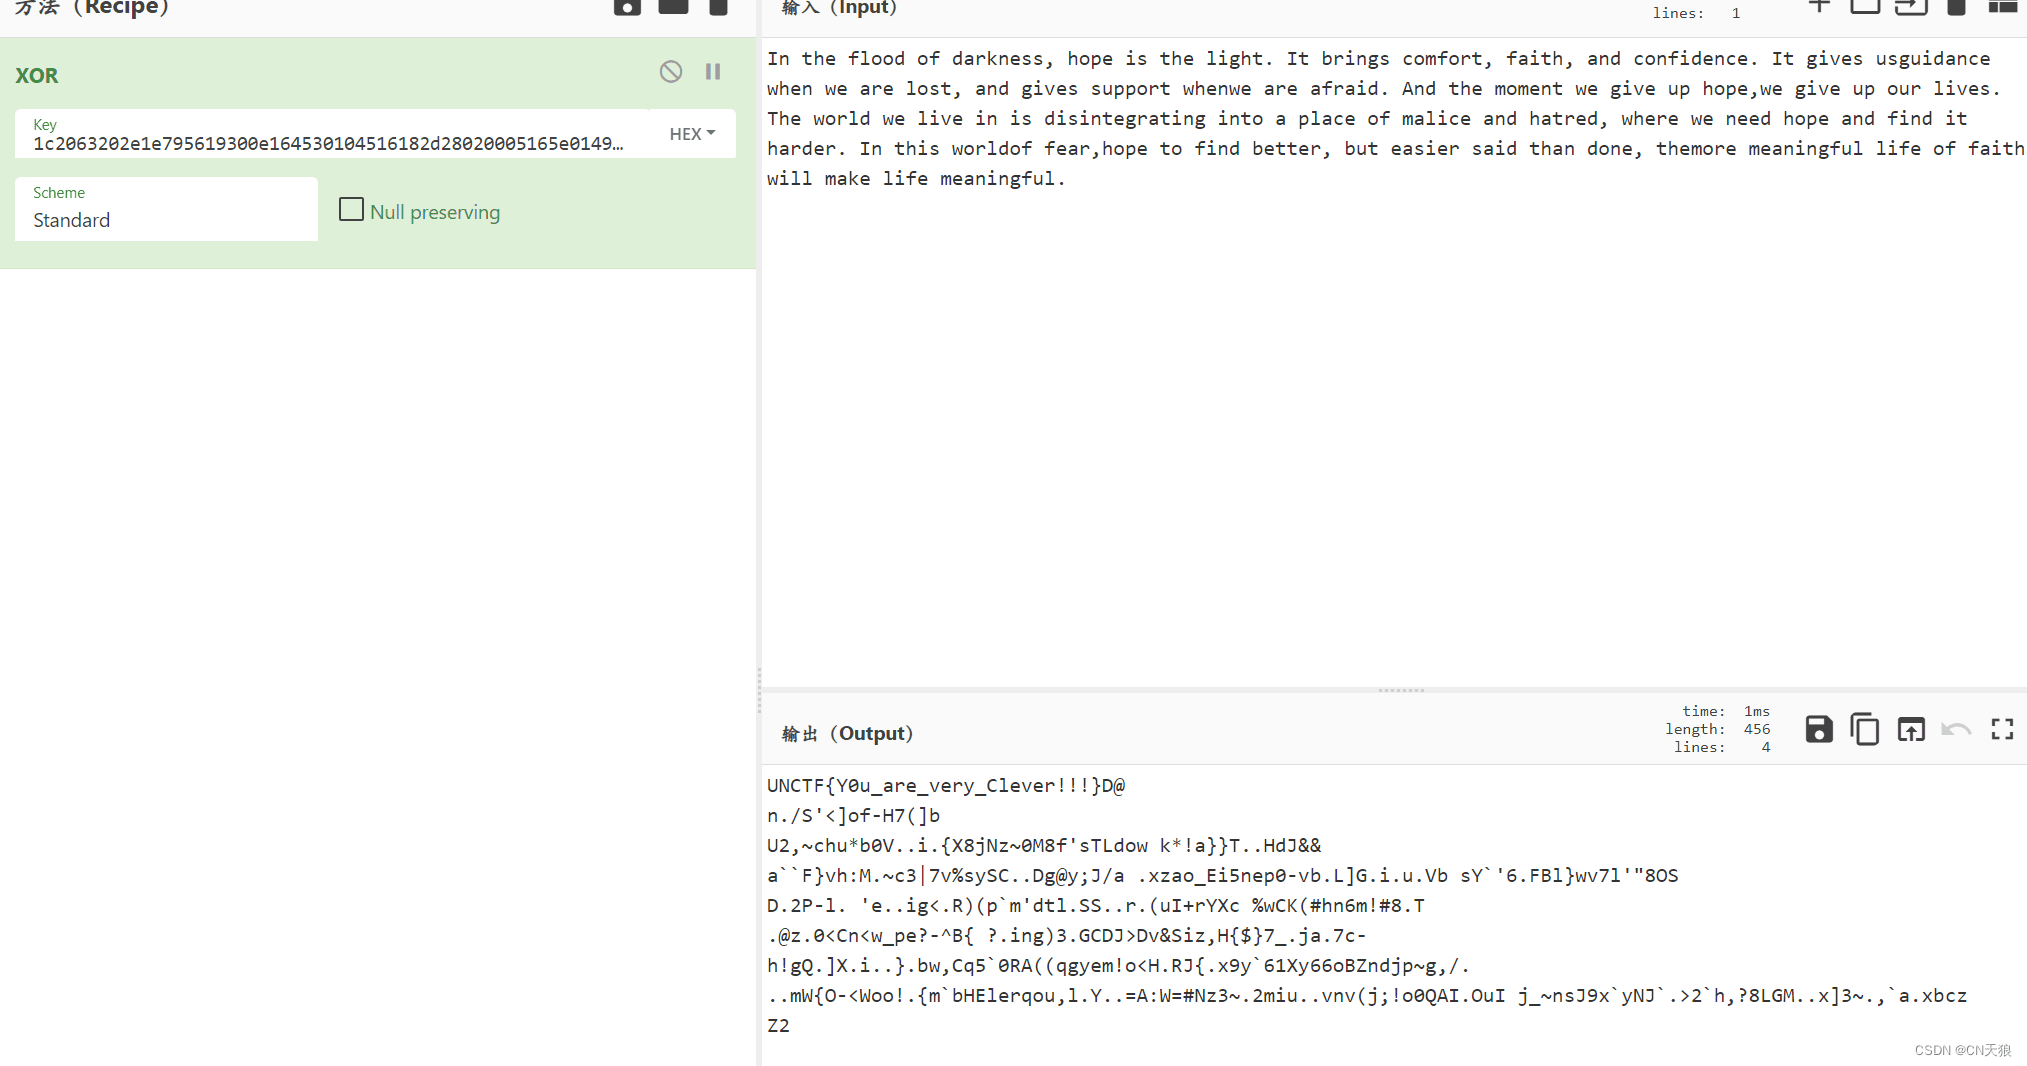 方法（Recipe）
XOR
Key
1c2063202e1e795619300e164530104516182d28020005165e0149…
HEX
Scheme
Standard
Null preserving
输入（Input）
lines: 1
In the flood of darkness, hope is the light. It brings comfort, faith, and confidence. It gives usguidance
when we are lost, and gives support whenwe are afraid. And the moment we give up hope,we give up our lives.
The world we live in is disintegrating into a place of malice and hatred, where we need hope and find it
harder. In this worldof fear,hope to find better, but easier said than done, themore meaningful life of faith
will make life meaningful.
输出（Output）
time: 1ms
length: 456
lines: 4
UNCTF{Y0u_are_very_Clever!!!}D@
n./S'<]of-H7(]b
U2,~chu*b0V..i.{X8jNz~0M8f'sTLdow k*!a}}T..HdJ&&
a``F}vh:M.~c3|7v%sySC..Dg@y;J/a .xzao_Ei5nep0-vb.L]G.i.u.Vb sY`'6.FBl}wv7l'"8OS
D.2P-l. 'e..ig<.R)(p`m'dtl.SS..r.(uI+rYXc %wCK(#hn6m!#8.T
.@z.0<Cn<w_pe?-^B{ ?.ing)3.GCDJ>Dv&Siz,H{$}7_.ja.7c-
h!gQ.]X.i..}.bw,Cq5`0RA((qgyem!o<H.RJ{.x9y`61Xy66oBZndjp~g,/.
..mW{O-<Woo!.{m`bHElerqou,l.Y..=A:W=#Nz3~.2miu..vnv(j;!o0QAI.OuI j_~nsJ9x`yNJ`.>2`h,?8LGM..x]3~.,`a.xbcz
Z2
CSDN @CN天狼